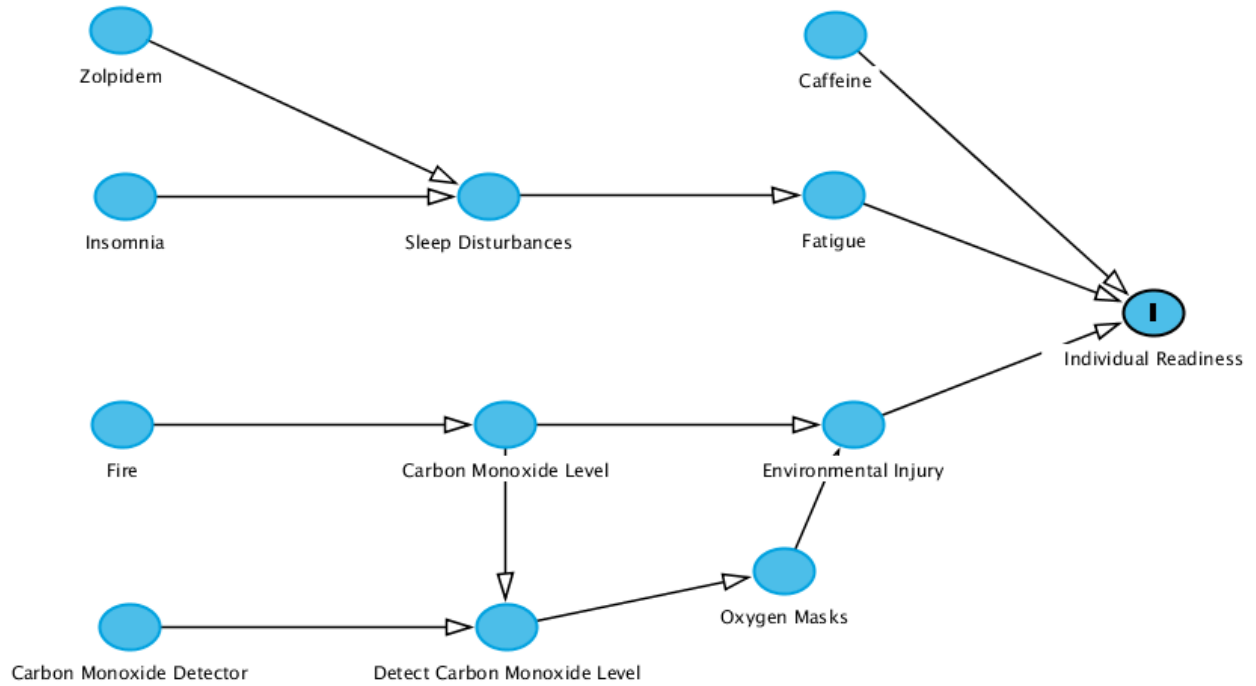 Zolpidem
Caffeine
Insomnia
Sleep Disturbances
Fatigue
I
Individual Readiness
Fire
Carbon Monoxide Level
Environmental Injury
Oxygen Masks
Carbon Monoxide Detector
Detect Carbon Monoxide Level